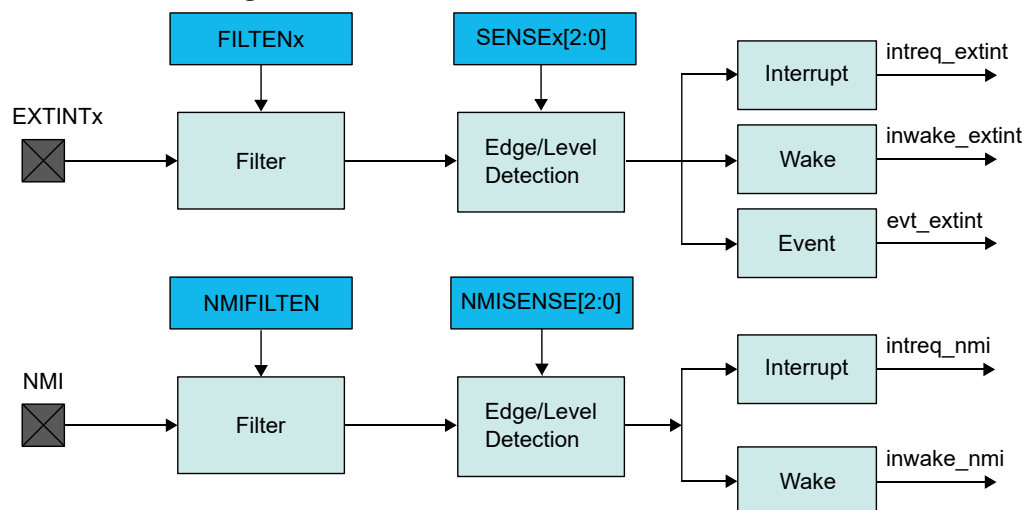 FILTENx
SENSEx[2:0]
EXTINTx
Filter
Edge/Level
Detection
Interrupt
intreq_extint
Wake
inwake_extint
Event
evt_extint
NMIFILTEN
NMISENSE[2:0]
NMI
Filter
Edge/Level
Detection
Interrupt
intreq_nmi
Wake
inwake_nmi